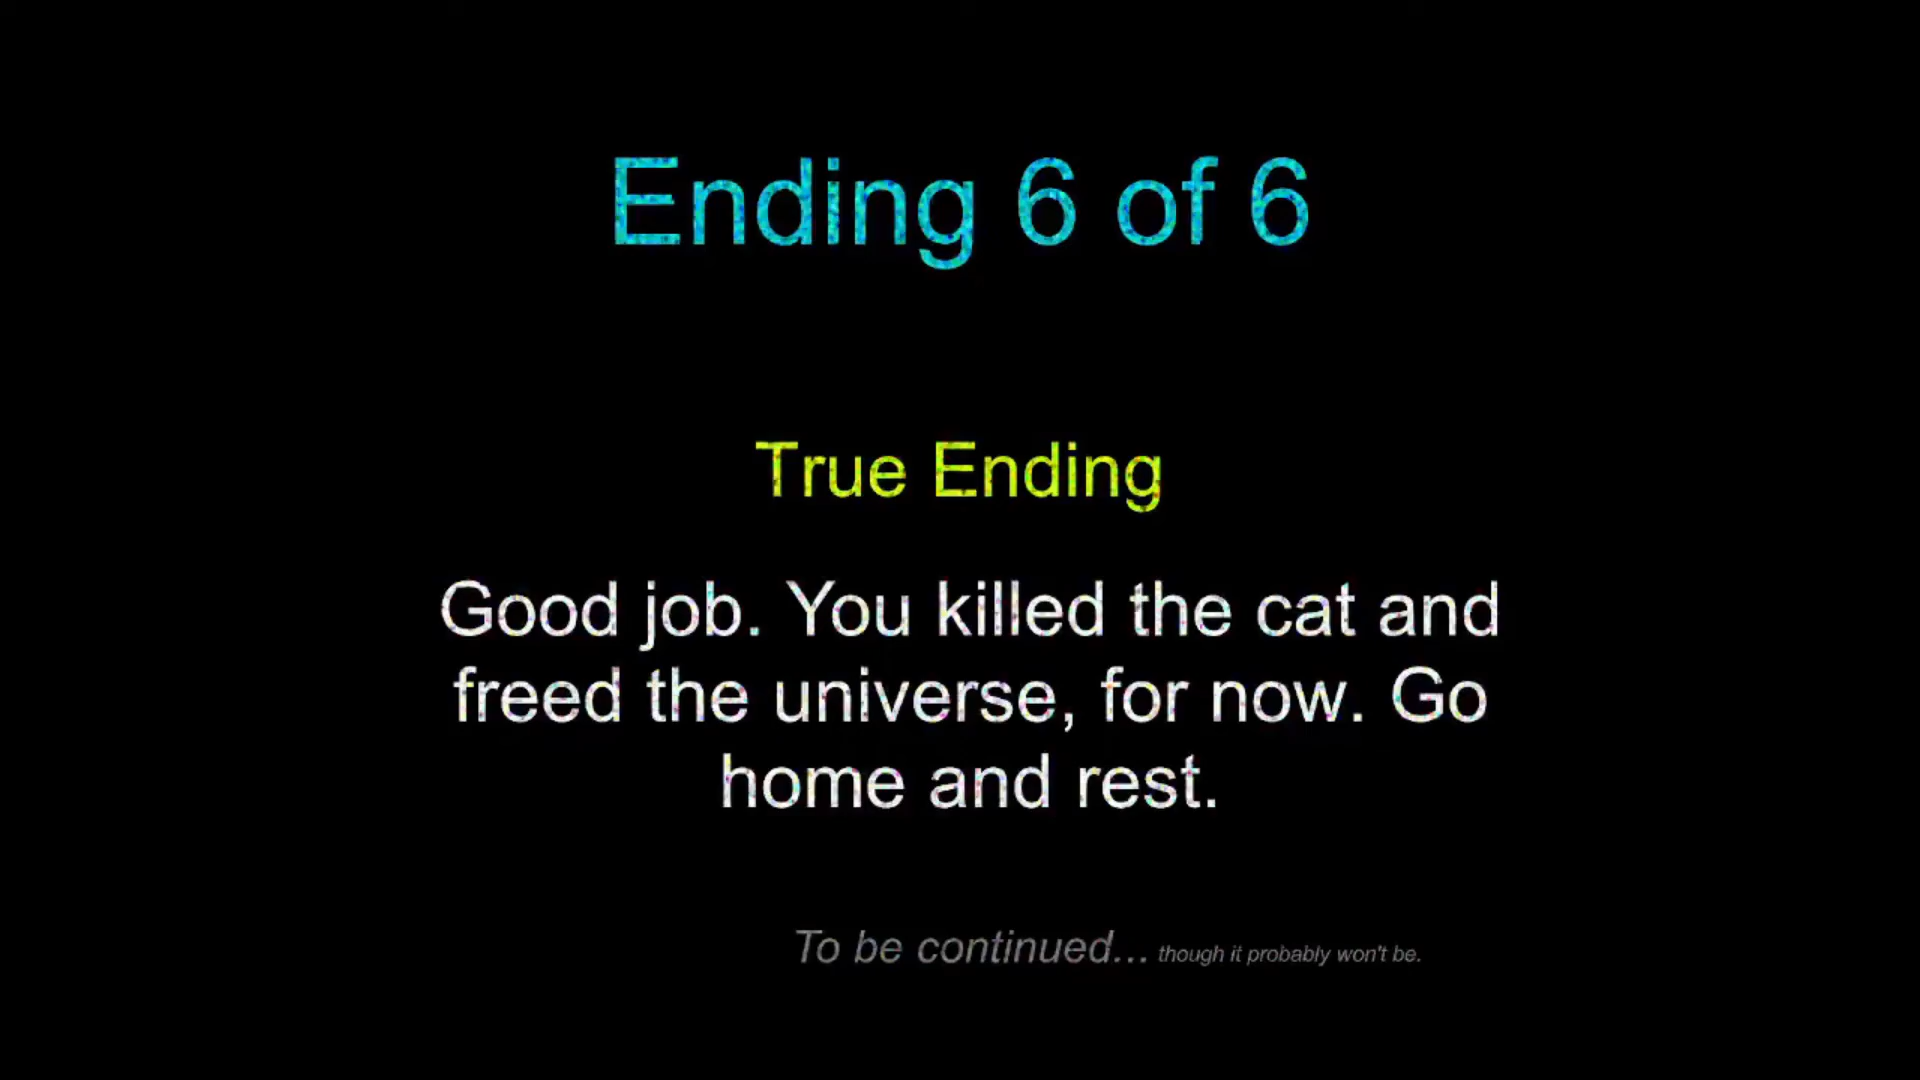 Ending 6 of 6
True Ending
Good job. You killed the cat and
freed the universe, for now. Go
home and rest.
To be continued... though it probably won't be.